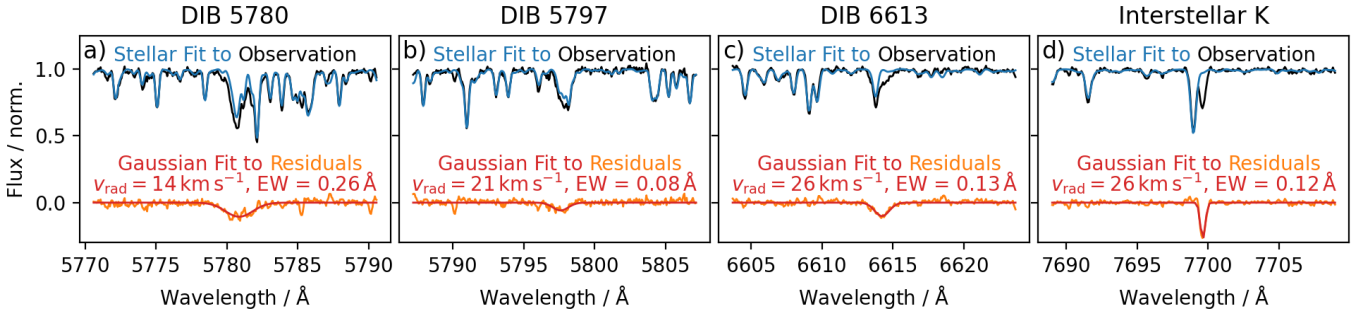 DIB 5780 DIB 5797 DIB 6613 Interstellar K
a) Stellar Fit to Observation b) Stellar Fit to Observation c) Stellar Fit to Observation d) Stellar Fit to Observation
1.0
0.5
0.0
Flux / norm.
Gaussian Fit to Residuals Gaussian Fit to Residuals Gaussian Fit to Residuals Gaussian Fit to Residuals
v_rad = 14 km s⁻¹, EW = 0.26 Å v_rad = 21 km s⁻¹, EW = 0.08 Å v_rad = 26 km s⁻¹, EW = 0.13 Å v_rad = 26 km s⁻¹, EW = 0.12 Å
5770 5775 5780 5785 5790 5790 5795 5800 5805 6605 6610 6615 6620 7690 7695 7700 7705
Wavelength / Å Wavelength / Å Wavelength / Å Wavelength / Å